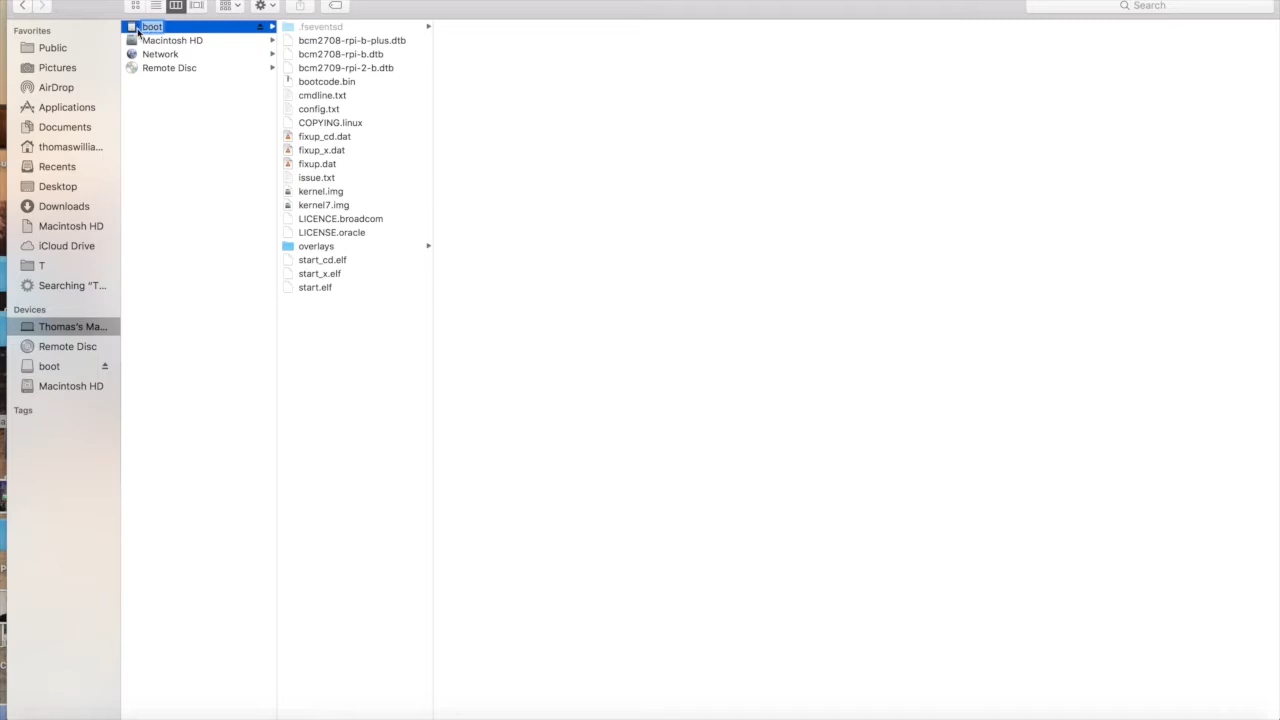 Search
Favorites
Public
Pictures
AirDrop
Applications
Documents
thomaswillia...
Recents
Desktop
Downloads
Macintosh HD
iCloud Drive
T
Searching “T...
Devices
Thomas's Ma...
Remote Disc
boot
Macintosh HD
Tags
boot
Macintosh HD
Network
Remote Disc
.fseventsd
bcm2708-rpi-b-plus.dtb
bcm2708-rpi-b.dtb
bcm2709-rpi-2-b.dtb
bootcode.bin
cmdline.txt
config.txt
COPYING.linux
fixup_cd.dat
fixup_x.dat
fixup.dat
issue.txt
kernel.img
kernel7.img
LICENCE.broadcom
LICENSE.oracle
overlays
start_cd.elf
start_x.elf
start.elf